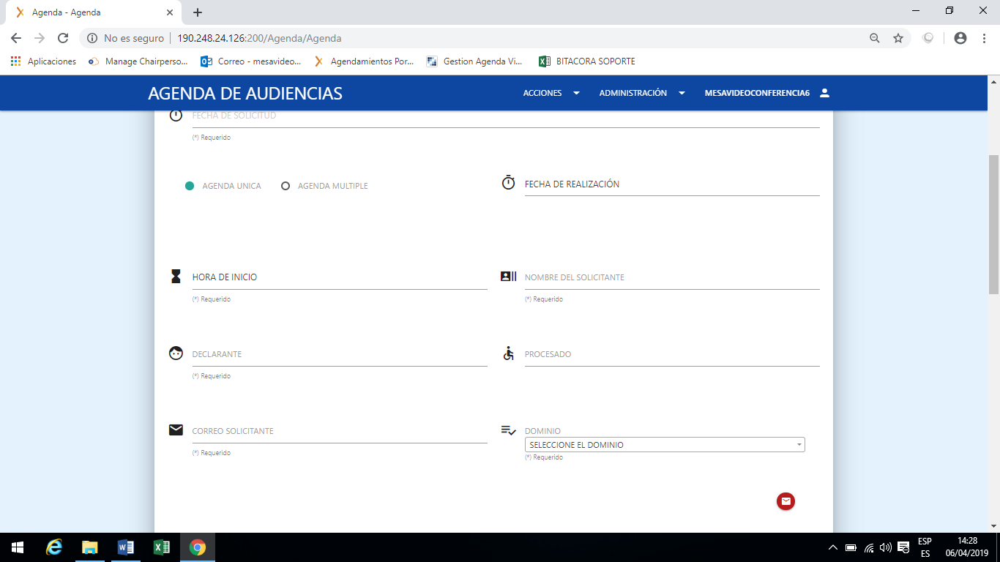 Agenda - Agenda
No es seguro
190.248.24.126:200/Agenda/Agenda
Aplicaciones
Manage Chairperso...
Correo - mesavideo...
Agendamientos Por...
Gestion Agenda Vi...
BITACORA SOPORTE
AGENDA DE AUDIENCIAS
ACCIONES
ADMINISTRACIÓN
MESAVIDEOCONFERENCIA6
FECHA DE SOLICITUD
(*) Requerido
AGENDA UNICA
AGENDA MULTIPLE
FECHA DE REALIZACIÓN
HORA DE INICIO
(*) Requerido
NOMBRE DEL SOLICITANTE
(*) Requerido
DECLARANTE
(*) Requerido
PROCESADO
CORREO SOLICITANTE
(*) Requerido
DOMINIO
SELECCIONE EL DOMINIO
(*) Requerido
ESP
ES
14:28
06/04/2019